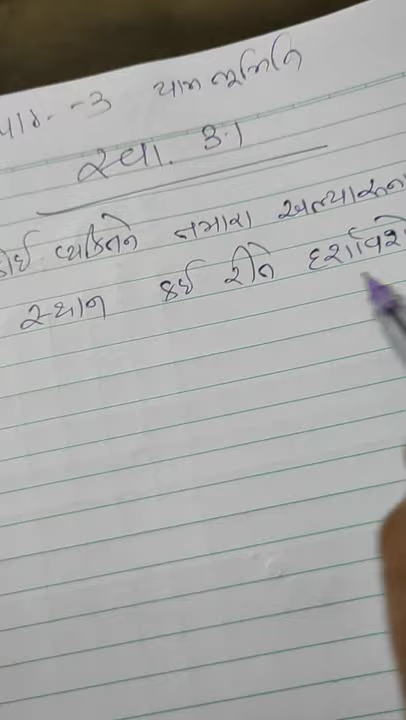 પાઠ - 3 યામ ભૂમિતિ
સ્વા. 3.1
કોઈ વ્યક્તિને તમારા અભ્યાસના
સ્થાન કઈ રીતે દર્શાવશો